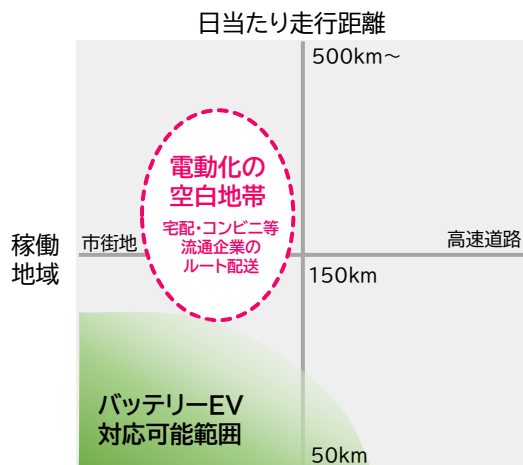 日当たり走行距離
500km～
電動化の
空白地帯
宅配・コンビニ等
流通企業の
ルート配送
稼働
地域
市街地
高速道路
150km
バッテリーEV
対応可能範囲
50km